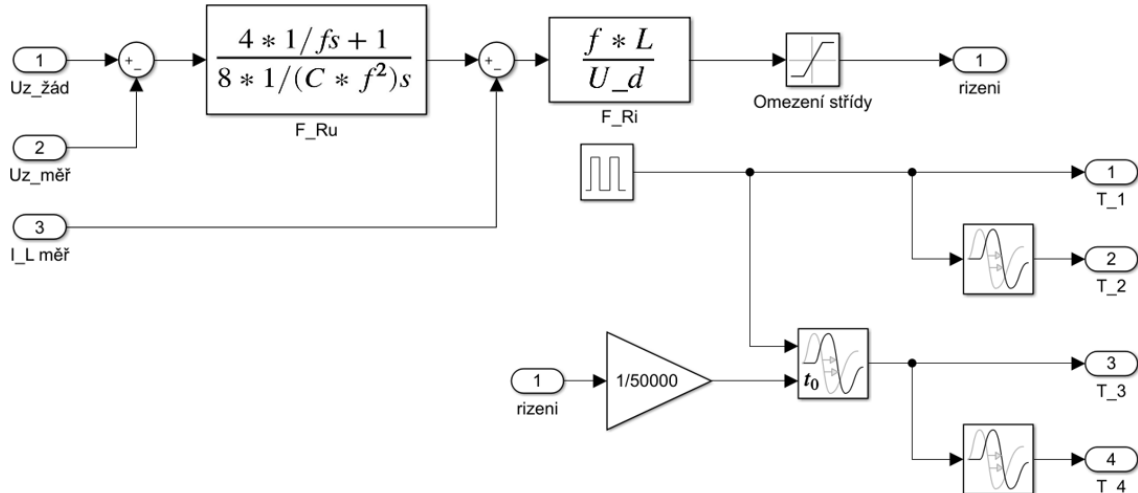 1
Uz_žád
+
−
4 * 1/fs + 1
8 * 1/(C * f²)s
F_Ru
+
−
f * L
U_d
F_Ri
Omezení střídy
1
rizeni
2
Uz_měř
3
I_L měř
1
T_1
2
T_2
1
rizeni
1/50000
t₀
3
T_3
4
T_4